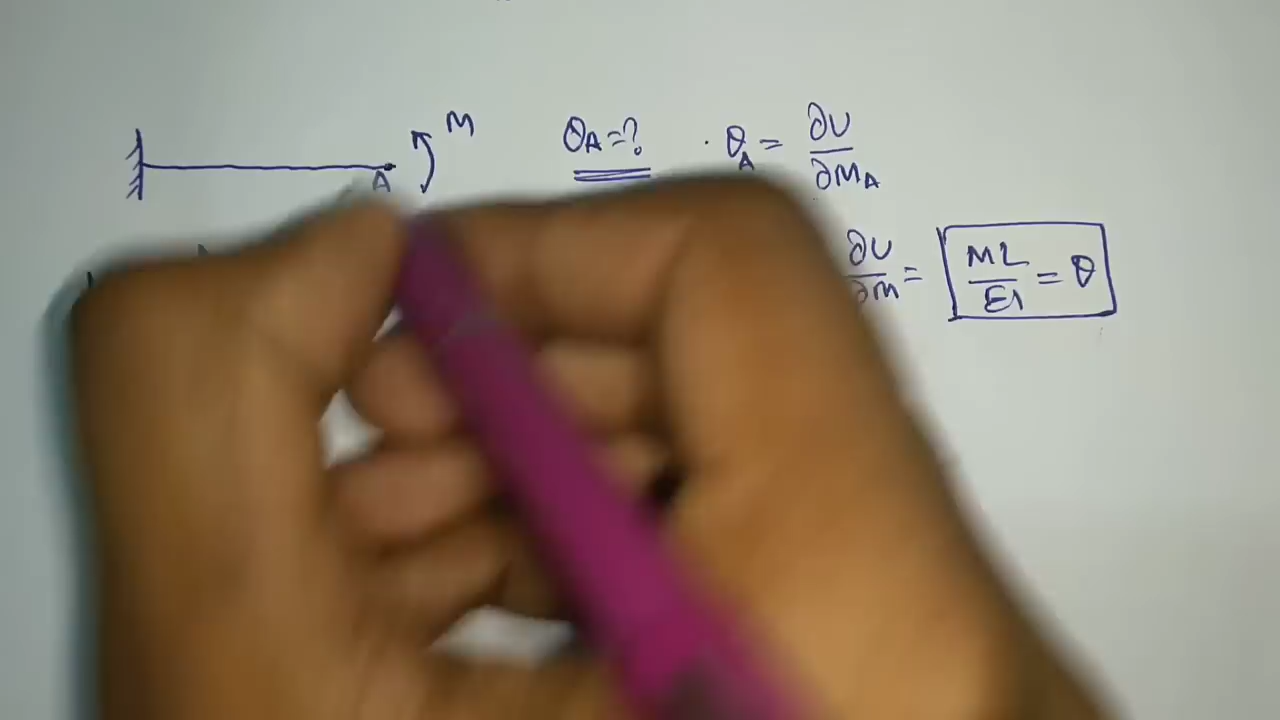 M
θA=? . θA = ∂U/∂MA
A
∂U/∂m = ML/EI = θ